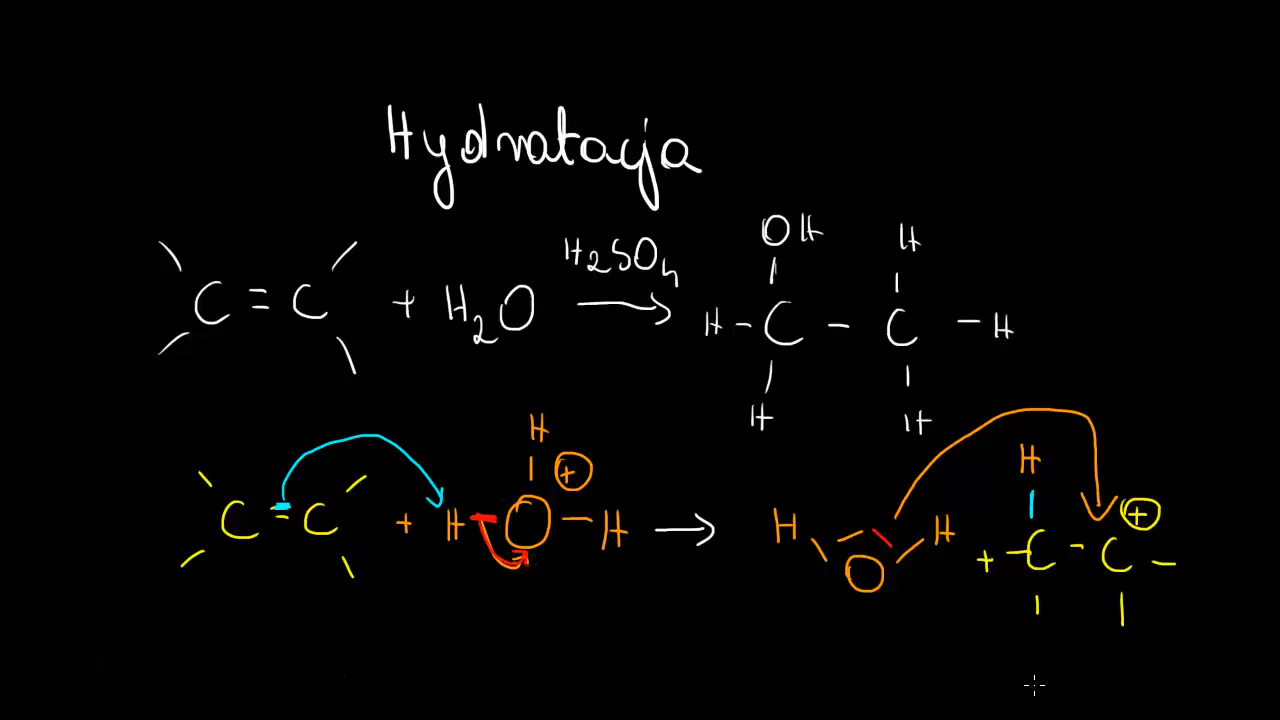 Hydratacja
C = C + H2O H2SO4 → H - C - C - H
OH H
H H
C = C + H - O - H → H O H + C - C
H + H +